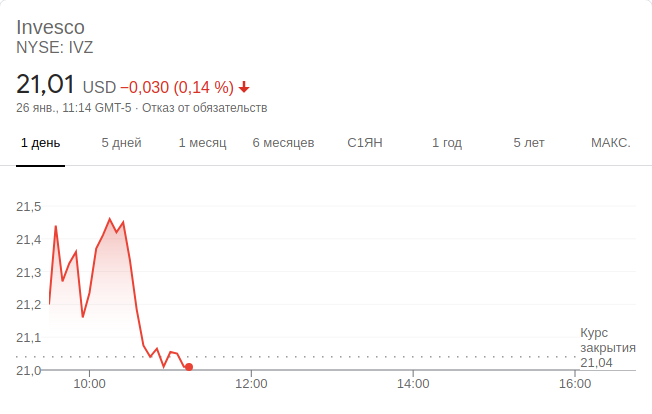 Invesco
NYSE: IVZ
21,01 USD −0,030 (0,14 %)
26 янв., 11:14 GMT-5 · Отказ от обязательств
1 день 5 дней 1 месяц 6 месяцев С1ЯН 1 год 5 лет МАКС.
21,5
21,4
21,3
21,2
21,1
21,0
Курс
закрытия
21,04
10:00 12:00 14:00 16:00